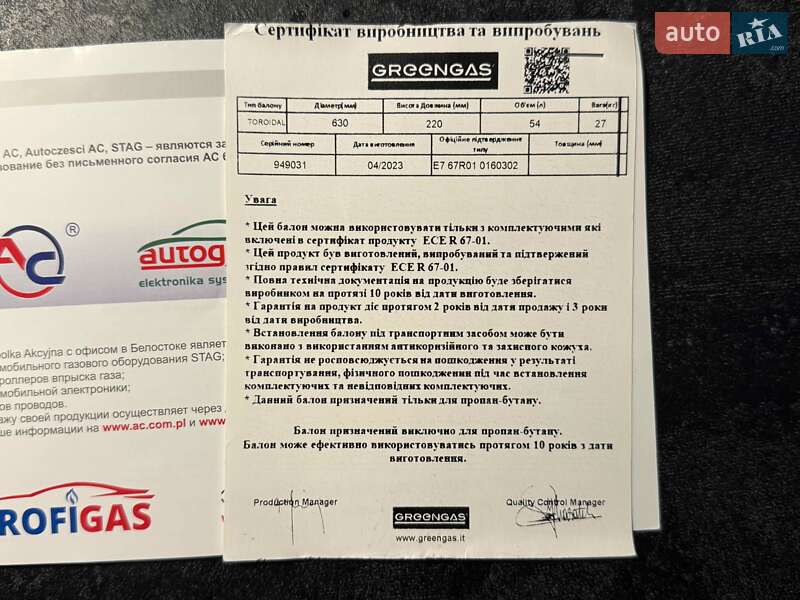 auto RIA.com
Сертифікат виробництва та випробувань
GREENGAS
Тип балону Діаметр(мм) Висота Довжина (мм) Об'єм (л) Вага(кг)
TOROIDAL 630 220 54 27
Серійний номер Дата виготовлення Офіційне підтвердження типу Товщина (мм)
949031 04/2023 E7 67R01 0160302
Увага
* Цей балон можна використовувати тільки з комплектуючими які
включені в сертифікат продукту ECE R 67-01.
* Цей продукт був виготовлений, випробуваний та підтвержений
згідно правил сертифікату ECE R 67-01.
* Повна технічна документація на продукцію буде зберігатися
виробником на протязі 10 років від дати виготовлення.
* Гарантія на продукт діє протягом 2 років від дати продажу і 3 роки
від дати виробництва.
* Встановлення балону під транспортним засобом може бути
виконано з використанням антикорзійного та захисного кожуха.
* Гарантія не росповсюджується на пошкодження у результаті
транспортування, фізичного пошкодження під час встановлення
комплектуючих та невідповідних комплектуючих.
* Данний балон призначений тільки для пропан-бутану.
Балон призначений виключно для пропан-бутану.
Балон може ефективно використовуватись протягом 10 років з дати
виготовлення.
Production Manager Quality Control Manager
GREENGAS
www.greengas.it
AC, Autoczesci AC, STAG – являются за
вование без письменного согласия AC
AC ®
autog
elektronika sys
polka Akcyjna с офисом в Белостоке являет
мобильного газового оборудования STAG;
роллеров впрыска газа;
мобильной электроники;
ов проводов.
ажу своей продукции осуществляет через
ше информации на www.ac.com.pl и www
ROFIGAS